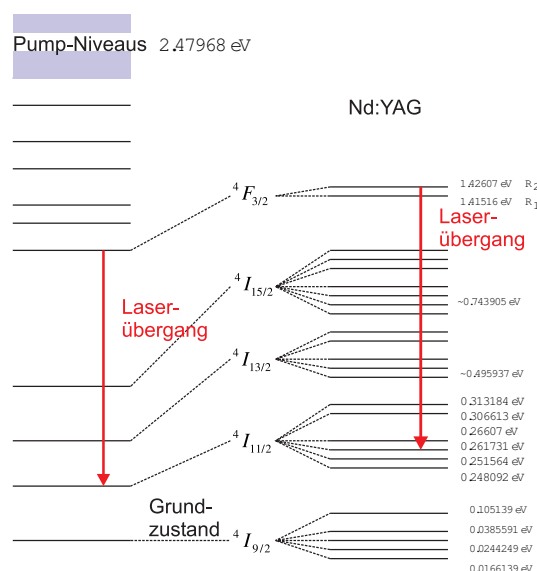 Pump-Niveaus 2.47968 eV
Nd:YAG
⁴F₃/₂
1.42607 eV R₂
1.41516 eV R₁
Laser-
übergang
Laser-
übergang
⁴I₁₅/₂
~0.743905 eV
⁴I₁₃/₂
~0.495937 eV
⁴I₁₁/₂
0.313184 eV
0.306613 eV
0.26607 eV
0.261731 eV
0.251564 eV
0.248092 eV
Grund-
zustand
⁴I₉/₂
0.105139 eV
0.0385591 eV
0.0244249 eV
0.0166139 eV